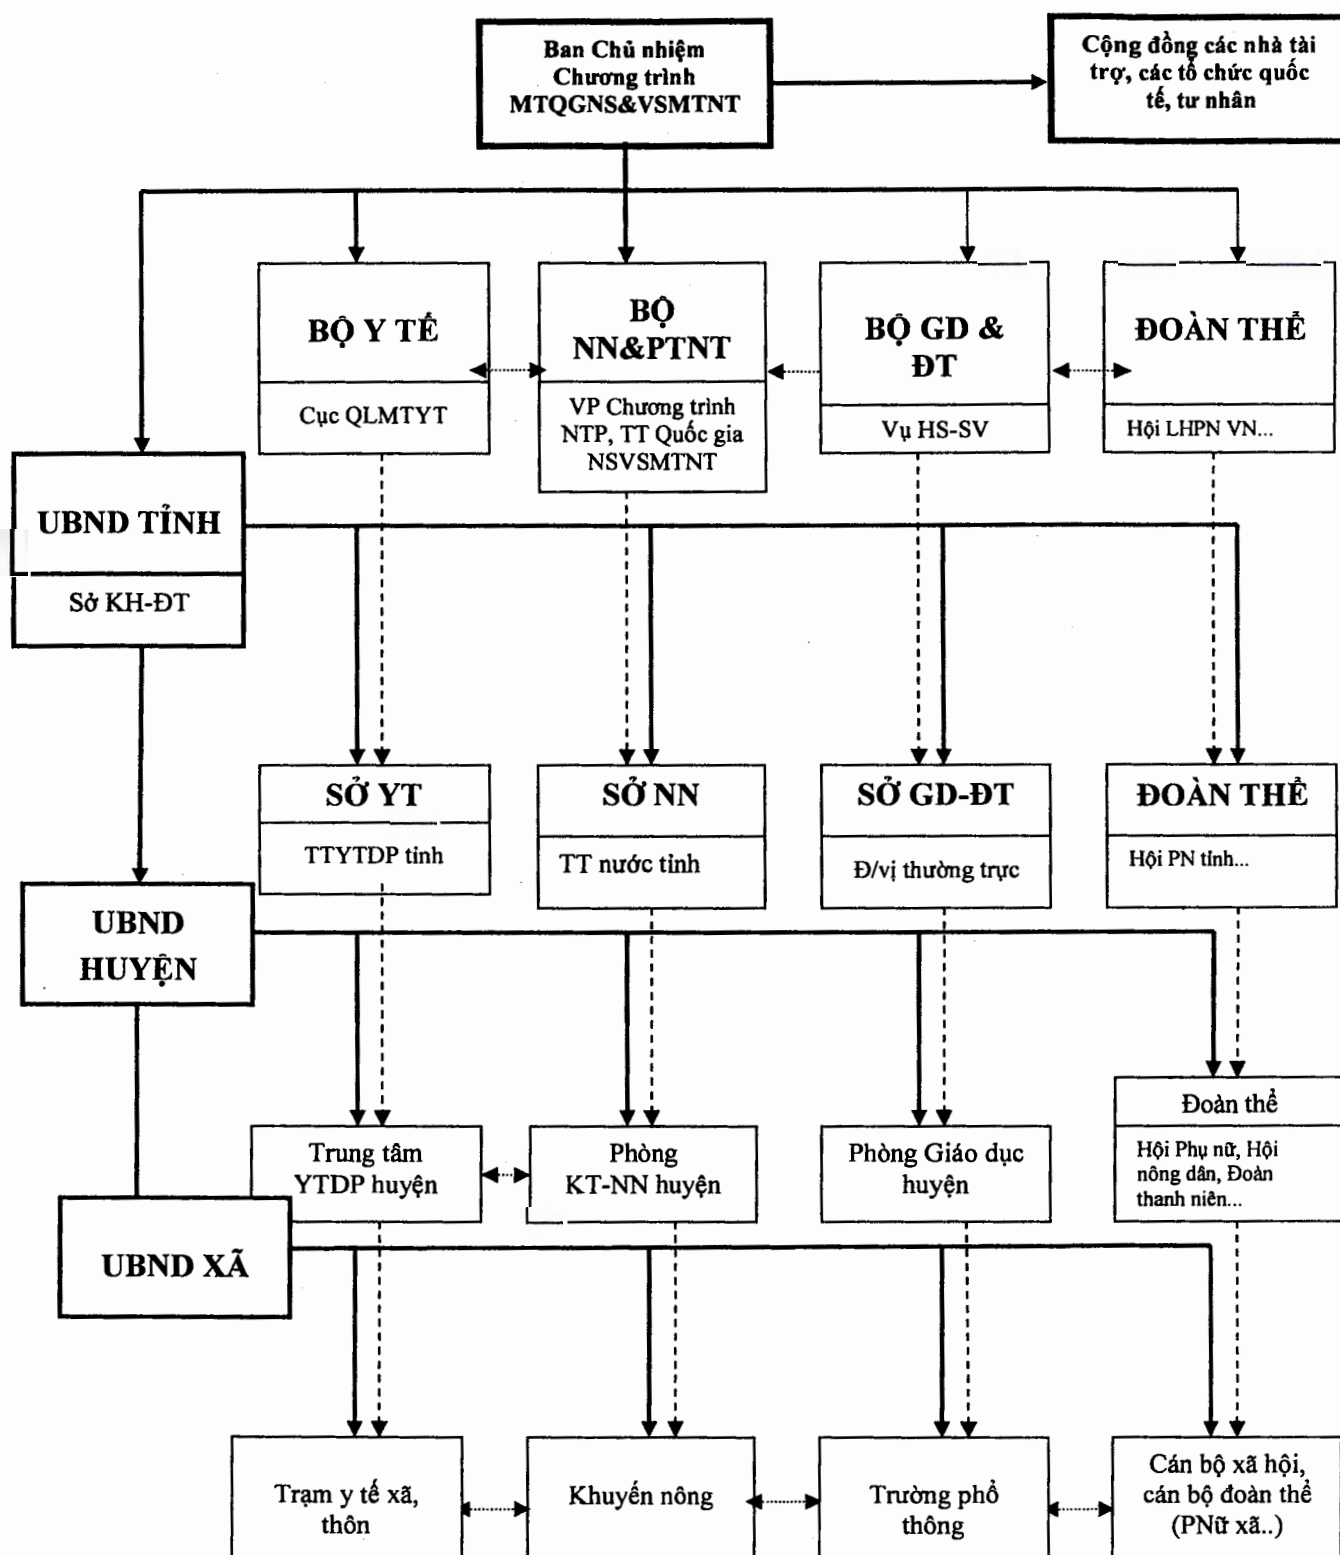 Ban Chủ nhiệm
Chương trình
MTQGNS&VSMTNT
Cộng đồng các nhà tài
trợ, các tổ chức quốc
tế, tư nhân
BỘ Y TẾ
Cục QLMTYT
BỘ
NN&PTNT
VP Chương trình
NTP, TT Quốc gia
NSVSMTNT
BỘ GD &
ĐT
Vụ HS-SV
ĐOÀN THỂ
Hội LHPN VN...
UBND TỈNH
Sở KH-ĐT
SỞ YT
TTYTDP tỉnh
SỞ NN
TT nước tỉnh
SỞ GD-ĐT
Đ/vị thường trực
ĐOÀN THỂ
Hội PN tỉnh...
UBND
HUYỆN
Trung tâm
YTDP huyện
Phòng
KT-NN huyện
Phòng Giáo dục
huyện
Đoàn thể
Hội Phụ nữ, Hội
nông dân, Đoàn
thanh niên...
UBND XÃ
Trạm y tế xã,
thôn
Khuyến nông
Trường phổ
thông
Cán bộ xã hội,
cán bộ đoàn thể
(PNữ xã..)